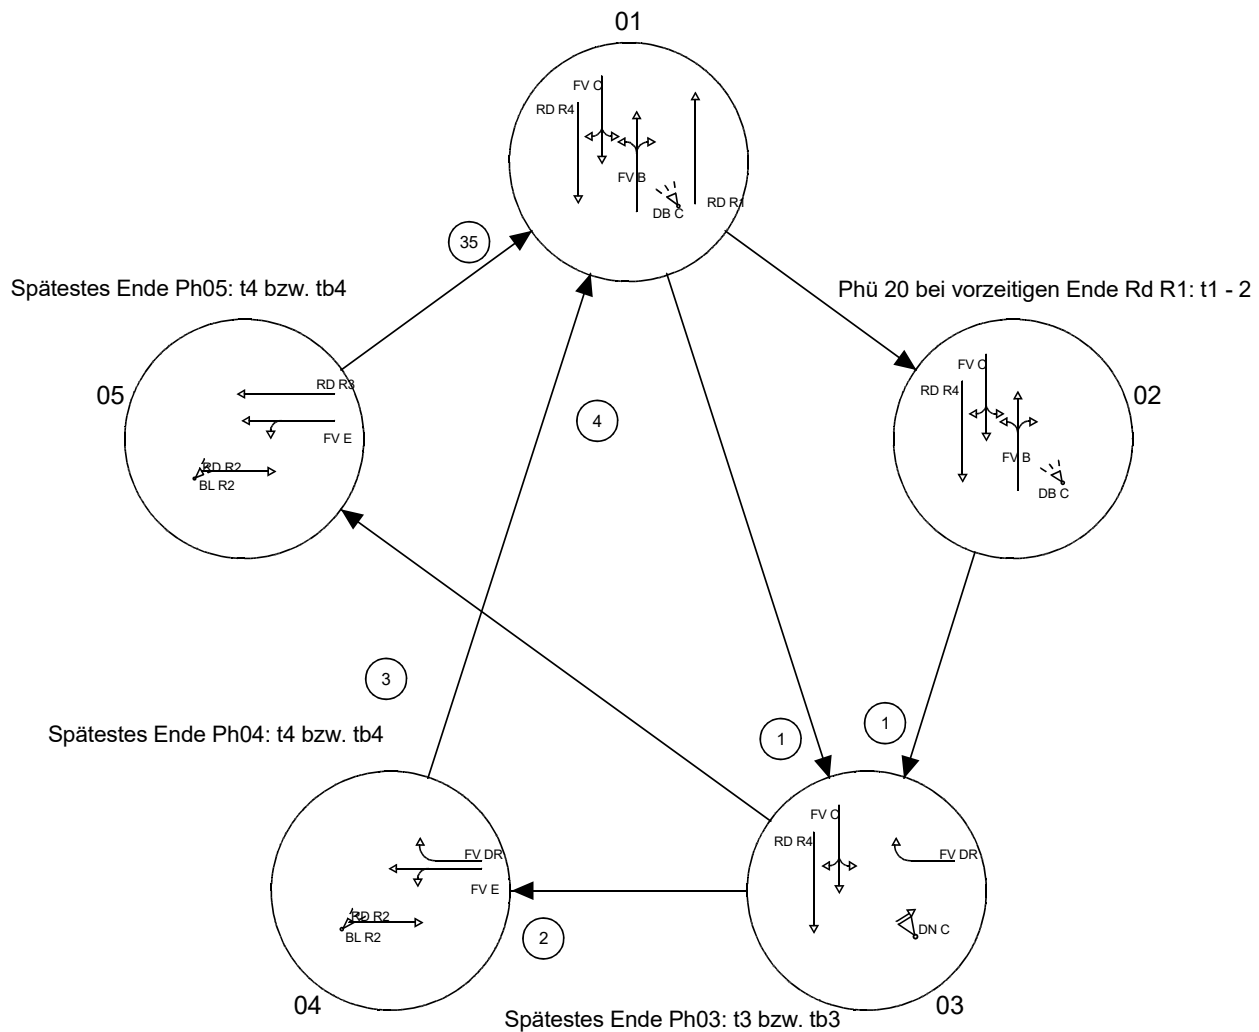 01
FV C
RD R4
FV B
DB C
RD R1
35
Spätestes Ende Ph05: t4 bzw. tb4
Phü 20 bei vorzeitigen Ende Rd R1: t1 - 2
05
RD R3
FV E
RD R2
BL R2
4
FV C
RD R4
FV B
DB C
02
3
1
1
Spätestes Ende Ph04: t4 bzw. tb4
FV DR
FV E
RD R2
BL R2
04
2
FV C
RD R4
FV DR
DN C
03
Spätestes Ende Ph03: t3 bzw. tb3